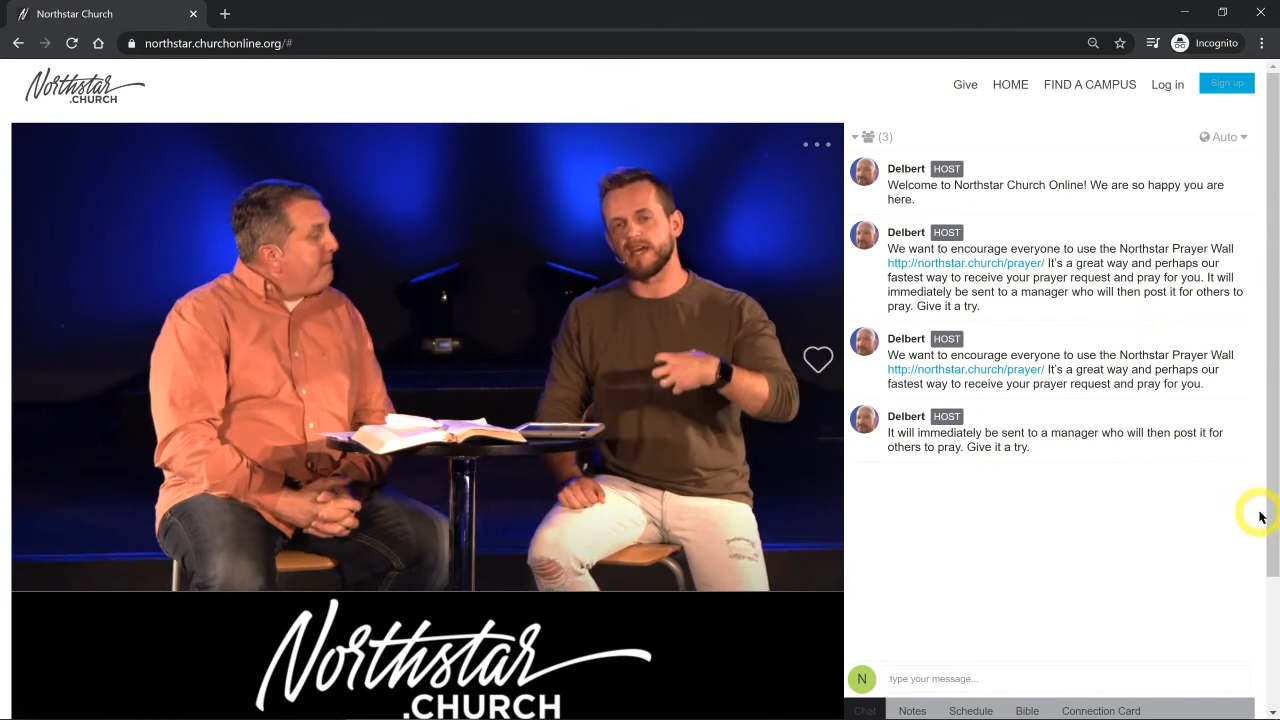 Northstar Church
northstar.churchonline.org/#
Incognito
Northstar
.CHURCH
Give HOME FIND A CAMPUS Log in Sign up
(3)
Auto
Delbert HOST
Welcome to Northstar Church Online! We are so happy you are
here.
Delbert HOST
We want to encourage everyone to use the Northstar Prayer Wall
http://northstar.church/prayer/ It's a great way and perhaps our
fastest way to receive your prayer request and pray for you. It will
immediately be sent to a manager who will then post it for others to
pray. Give it a try.
Delbert HOST
We want to encourage everyone to use the Northstar Prayer Wall
http://northstar.church/prayer/ It's a great way and perhaps our
fastest way to receive your prayer request and pray for you.
Delbert HOST
It will immediately be sent to a manager who will then post it for
others to pray. Give it a try.
Northstar
.CHURCH
N type your message...
Chat Notes Schedule Bible Connection Card